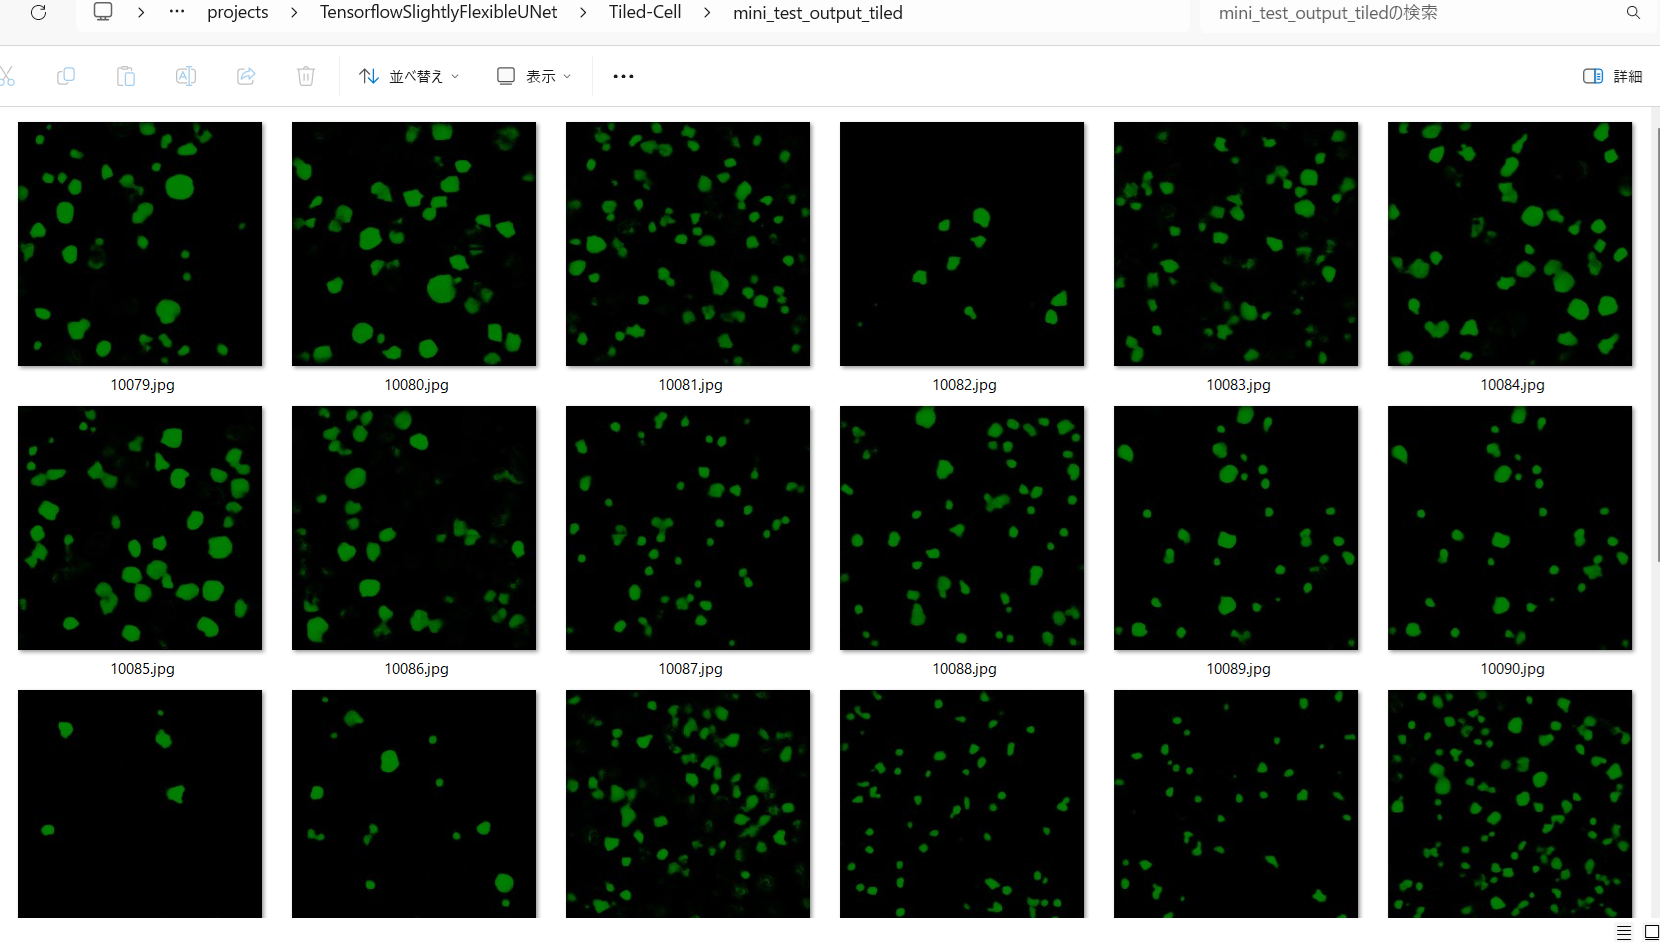 projects > TensorflowSlightlyFlexibleUNet > Tiled-Cell > mini_test_output_tiled
mini_test_output_tiledの検索
並べ替え 表示 詳細
10079.jpg 10080.jpg 10081.jpg 10082.jpg 10083.jpg 10084.jpg
10085.jpg 10086.jpg 10087.jpg 10088.jpg 10089.jpg 10090.jpg